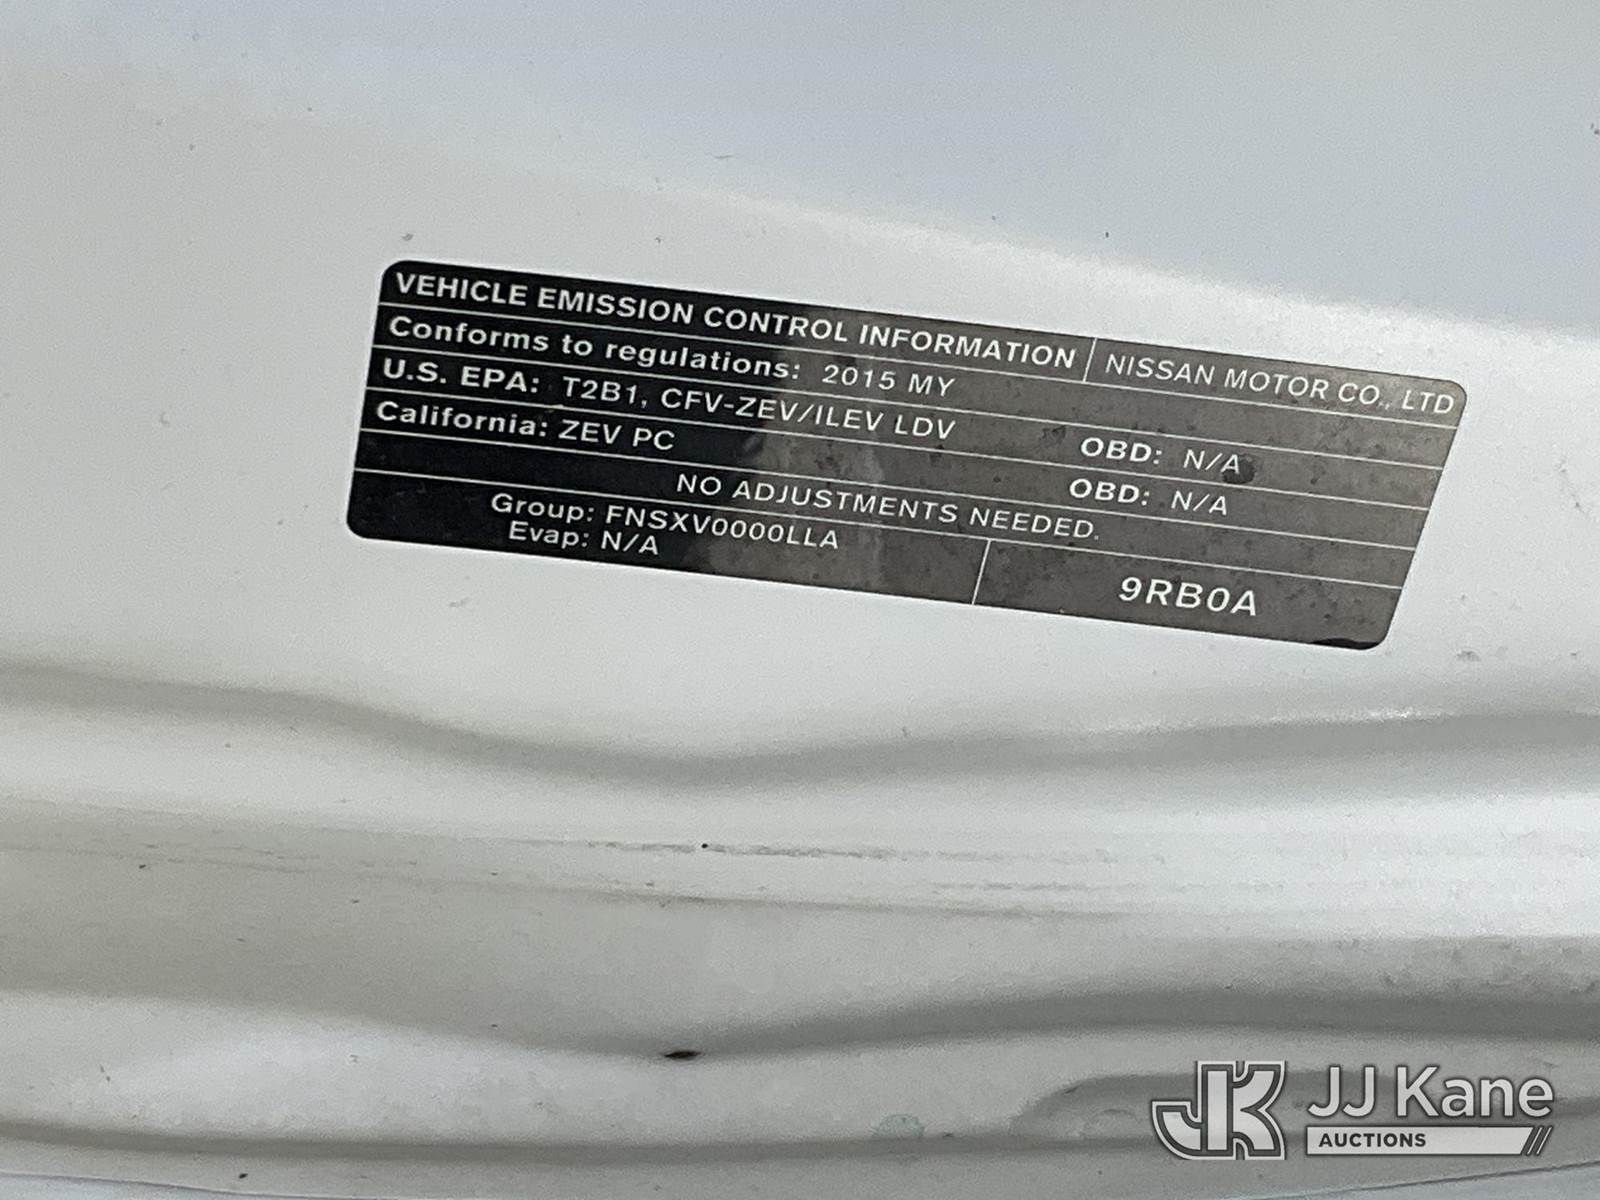 VEHICLE EMISSION CONTROL INFORMATION NISSAN MOTOR CO., LTD
Conforms to regulations: 2015 MY
U.S. EPA: T2B1, CFV-ZEV/ILEV LDV OBD: N/A
California: ZEV PC OBD: N/A
NO ADJUSTMENTS NEEDED.
Group: FNSXV0000LLA
Evap: N/A
9RB0A
JK JJ Kane
AUCTIONS